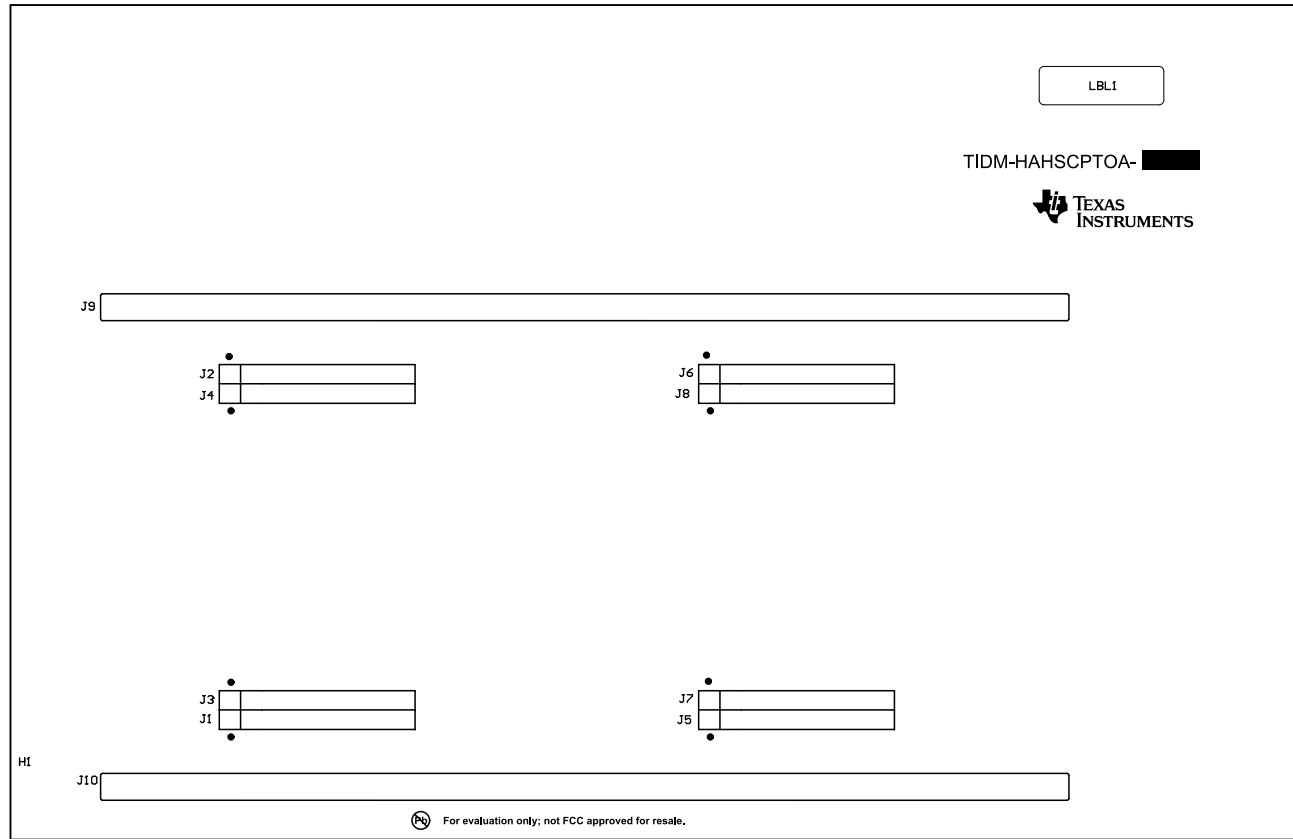 LBL1
TIDM-HAHSCPTOA-
TEXAS
INSTRUMENTS
J9
J2
J4
J6
J8
J3
J1
J7
J5
H1
J10
Pb
For evaluation only; not FCC approved for resale.